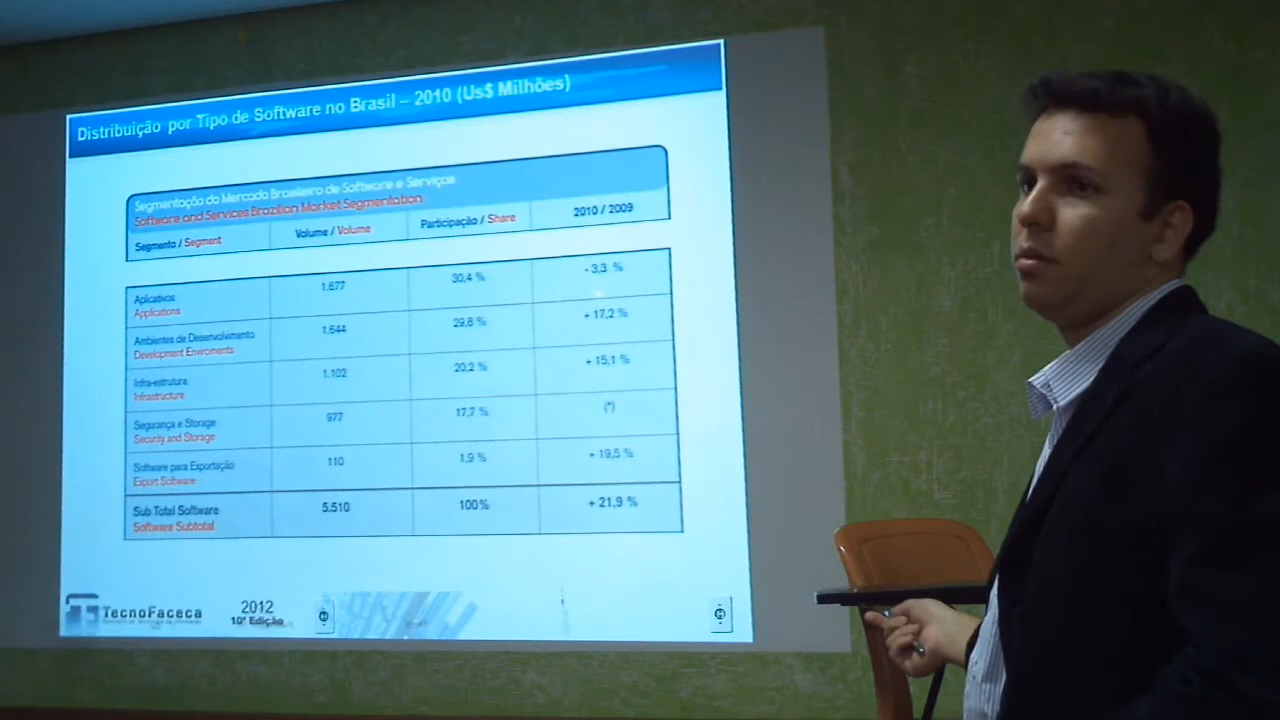 Distribuição por Tipo de Software no Brasil – 2010 (Us$ Milhões)
Segmentação do Mercado Brasileiro de Software e Serviços
Software and Services Brazilian Market Segmentation
Segmento / Segment Volume / Volume Participação / Share 2010 / 2009
Aplicativos 1.677 30,4 % - 3,3 %
Applications
Ambientes de Desenvolvimento 1.644 29,8 % + 17,2 %
Development Enviroments
Infra-estrutura 1.102 20,2 % + 15,1 %
Infrastructure
Segurança e Storage 977 17,7 % (*)
Security and Storage
Software para Exportação 110 1,9 % + 19,5 %
Export Software
Sub Total Software 5.510 100% + 21,9 %
Software Subtotal
TecnoFaceca 2012
10ª Edição